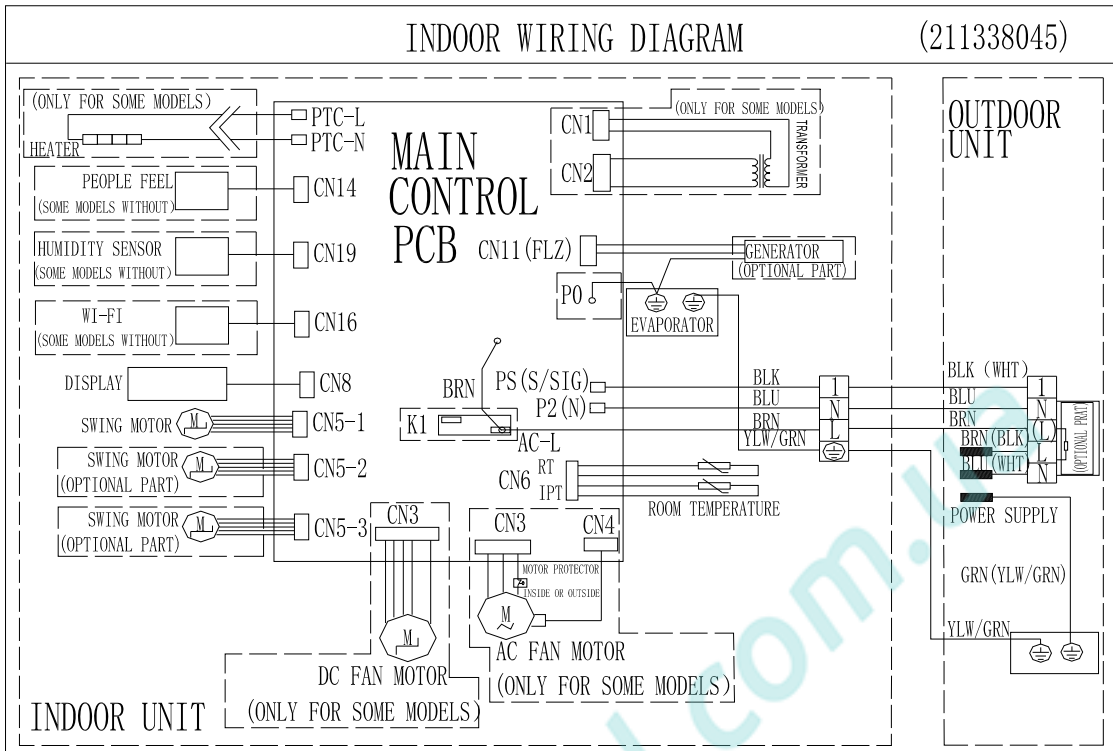 INDOOR WIRING DIAGRAM
(211338045)
(ONLY FOR SOME MODELS)
HEATER
PTC-L
PTC-N
PEOPLE FEEL
(SOME MODELS WITHOUT)
CN14
HUMIDITY SENSOR
(SOME MODELS WITHOUT)
CN19
WI-FI
(SOME MODELS WITHOUT)
CN16
DISPLAY
CN8
SWING MOTOR
M
CN5-1
SWING MOTOR
(OPTIONAL PART)
M
CN5-2
SWING MOTOR
(OPTIONAL PART)
M
CN5-3
MAIN
CONTROL
PCB
(ONLY FOR SOME MODELS)
CN1
CN2
TRANSFORMER
CN11(FLZ)
GENERATOR
(OPTIONAL PART)
P0
EVAPORATOR
BRN
K1
AC-L
PS(S/SIG)
P2(N)
BLK
BLU
BRN
YLW/GRN
1
N
L
CN6
RT
IPT
ROOM TEMPERATURE
CN3
M
DC FAN MOTOR
(ONLY FOR SOME MODELS)
CN3
CN4
MOTOR PROTECTOR
INSIDE OR OUTSIDE
M
AC FAN MOTOR
(ONLY FOR SOME MODELS)
INDOOR UNIT
OUTDOOR
UNIT
BLK(WHT)
BLU
BRN
BRN(BLK)
BLU(WHT
1
N
L
L
N
(OPTIONAL PRAT)
POWER SUPPLY
GRN(YLW/GRN)
YLW/GRN
com.ua